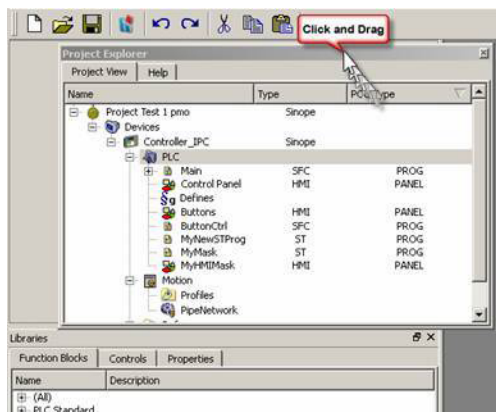 Click and Drag
Project Explorer
Project View Help
Name Type Type
Project Test 1 pmo Sinope
Devices
Controller_IPC Sinope
PLC
Main SFC PROG
Control Panel HMI PANEL
Defines
Buttons HMI PANEL
ButtonCtrl SFC PROG
MyNewSTProg ST PROG
MyMask ST PROG
MyHMIMask HMI PANEL
Motion
Profiles
PipeNetwork
Libraries
Function Blocks Controls Properties
Name Description
(All)
PLC Standard